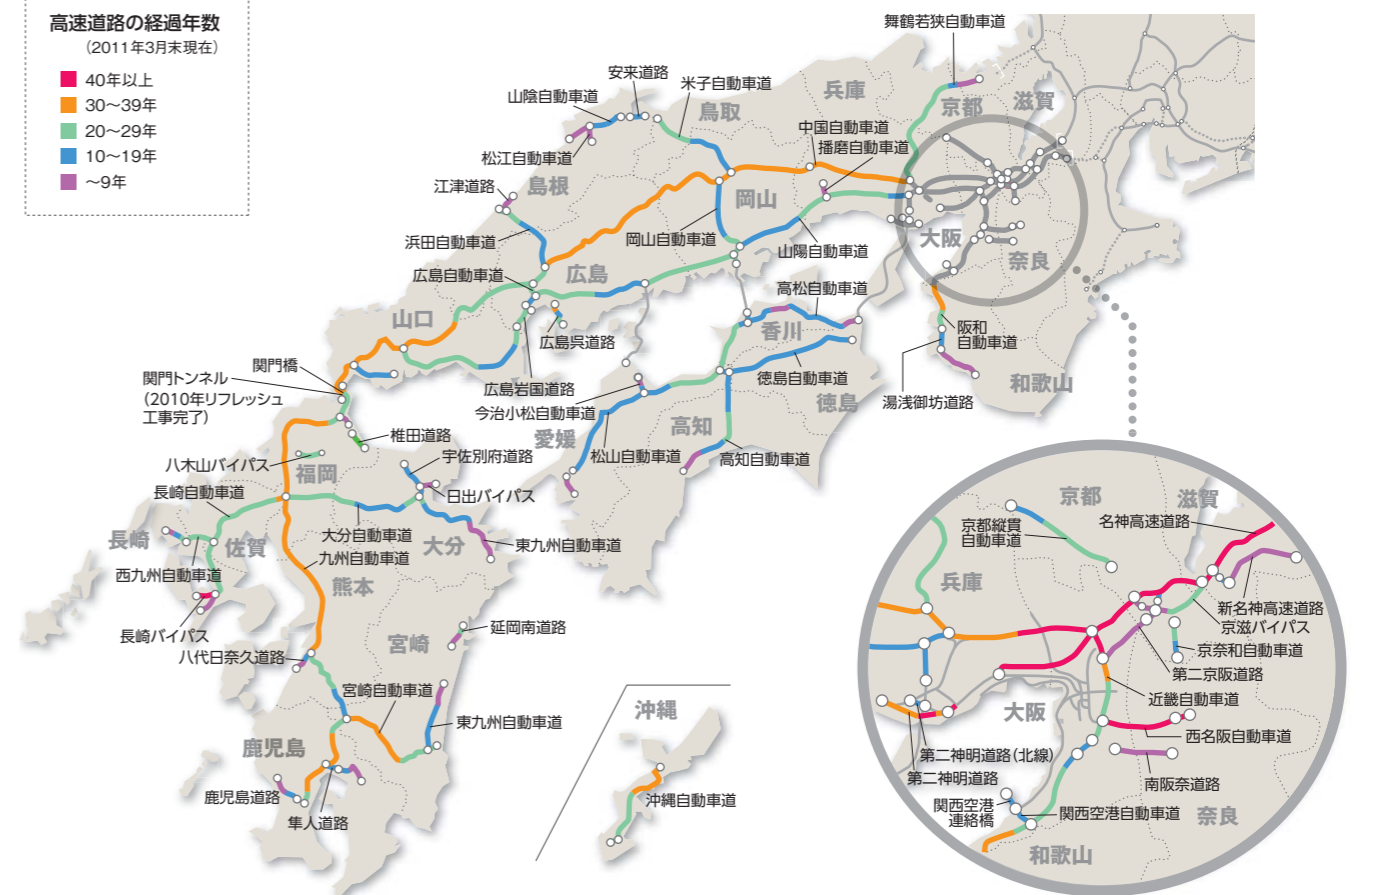 高速道路の経過年数
（2011年3月末現在）
40年以上
30～39年
20～29年
10～19年
～9年
舞鶴若狭自動車道
安来道路
米子自動車道
山陰自動車道
鳥取
兵庫
京都
滋賀
中国自動車道
播磨自動車道
松江自動車道
江津道路
島根
岡山
浜田自動車道
岡山自動車道
山陽自動車道
大阪
奈良
広島自動車道
広島
高松自動車道
山口
香川
広島呉道路
阪和
自動車道
関門橋
関門トンネル
（2010年リフレッシュ
工事完了）
広島岩国道路
徳島自動車道
徳島
和歌山
湯浅御坊道路
今治小松自動車道
椎田道路
愛媛
高知
八木山バイパス
福岡
宇佐別府道路
松山自動車道
高知自動車道
長崎自動車道
日出バイパス
大分自動車道
長崎
佐賀
九州自動車道
大分
東九州自動車道
西九州自動車道
熊本
長崎バイパス
延岡南道路
宮崎
八代日奈久道路
宮崎自動車道
東九州自動車道
鹿児島
鹿児島道路
隼人道路
沖縄
沖縄自動車道
京都
滋賀
京都縦貫
自動車道
名神高速道路
兵庫
新名神高速道路
京滋バイパス
京奈和自動車道
第二京阪道路
近畿自動車道
大阪
西名阪自動車道
第二神明道路（北線）
第二神明道路
南阪奈道路
関西空港
連絡橋
関西空港自動車道
奈良
和歌山